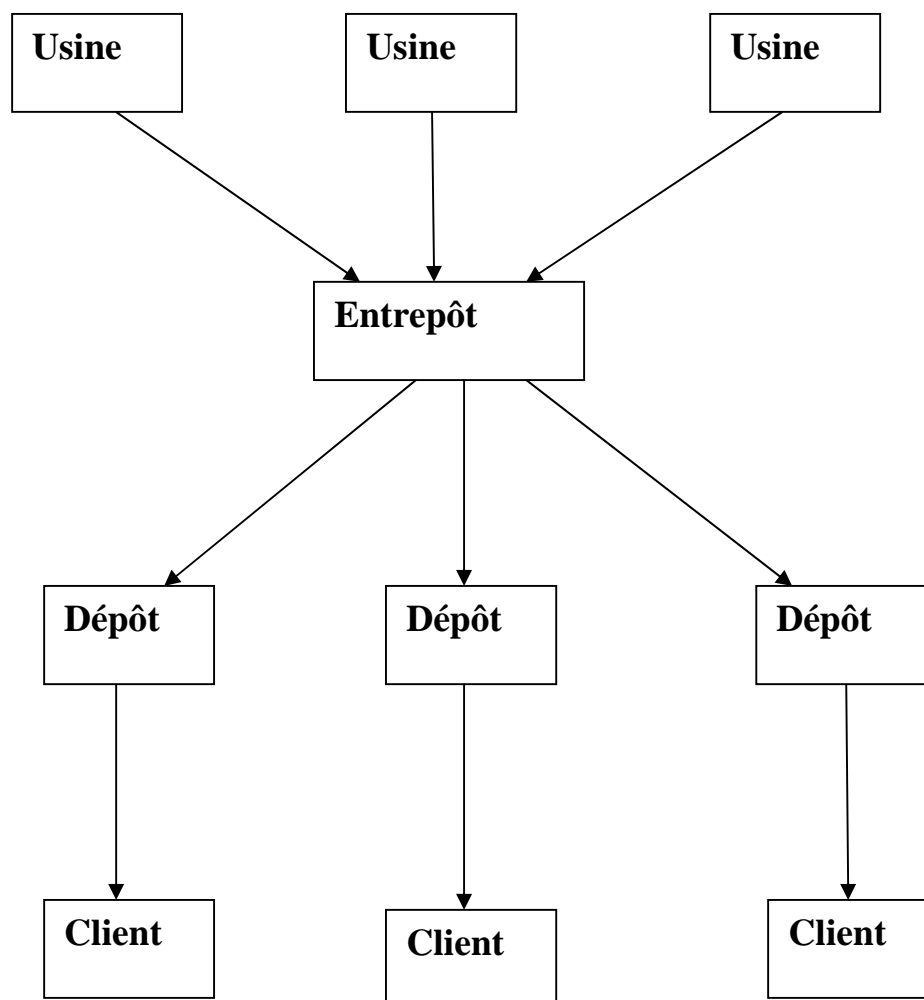 Usine
Usine
Usine
Entrepôt
Dépôt
Dépôt
Dépôt
Client
Client
Client